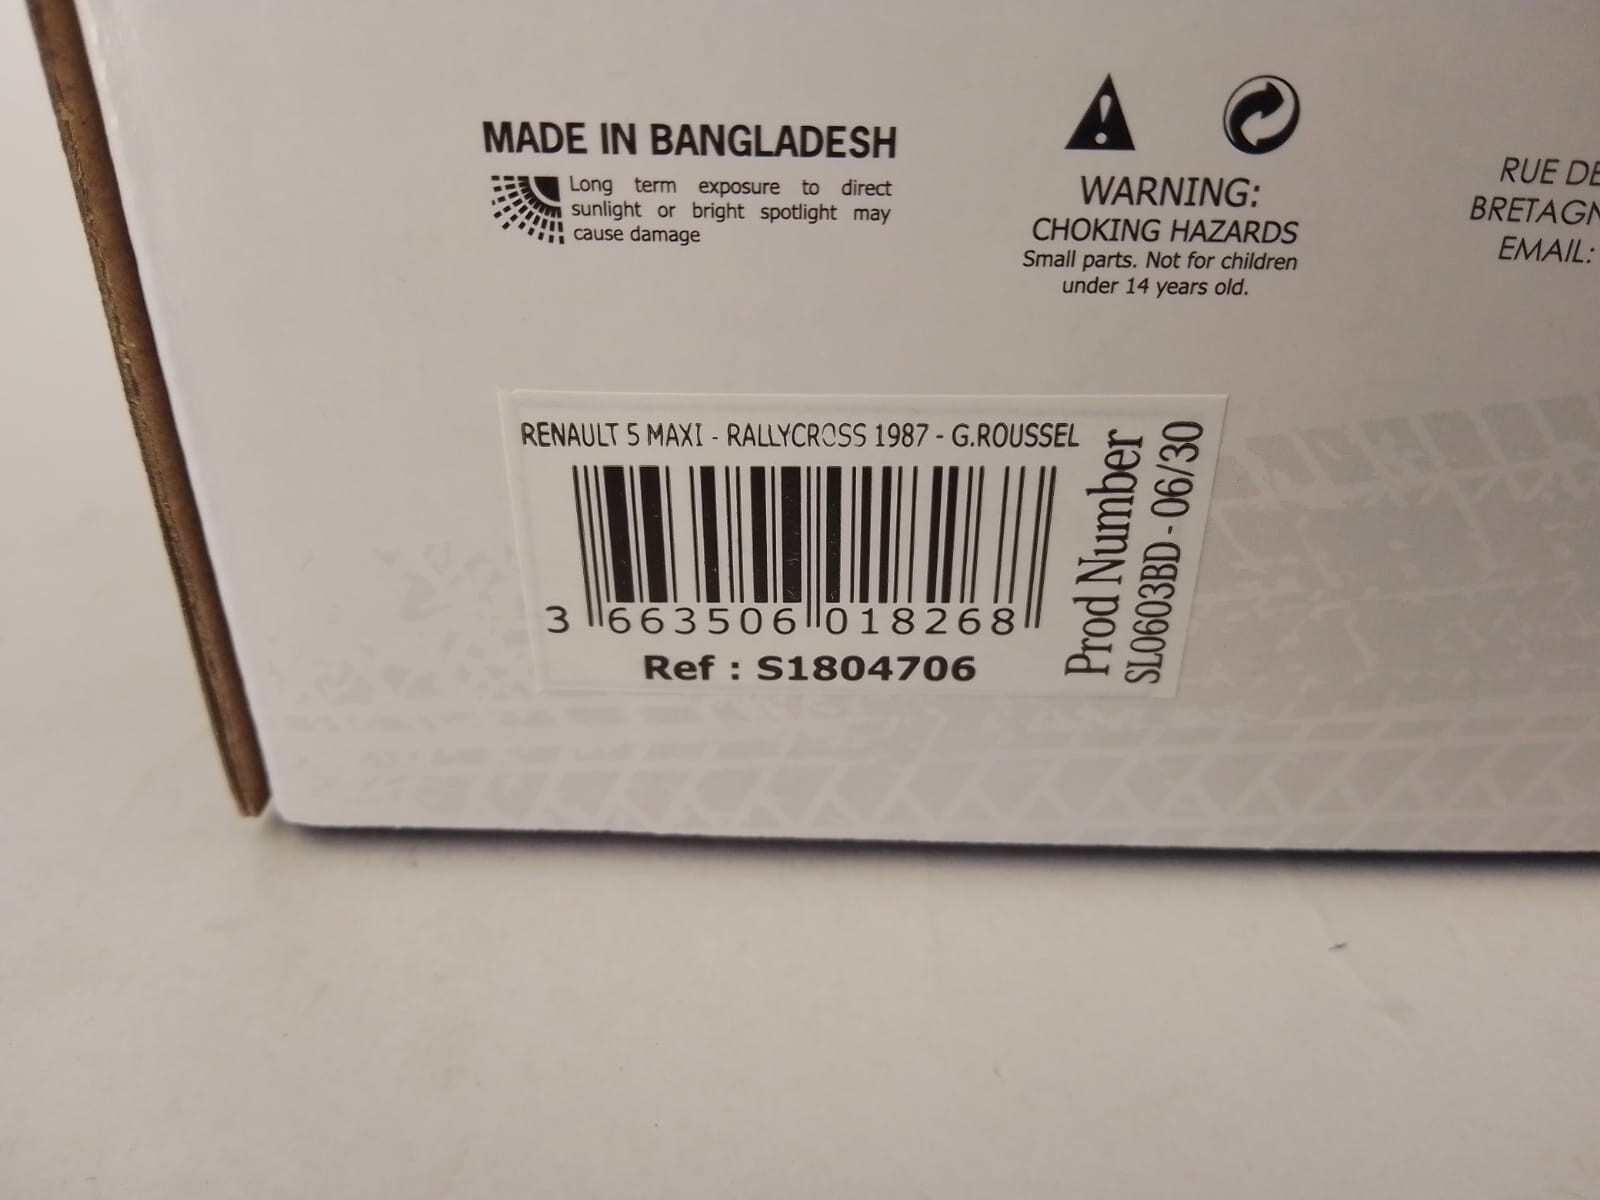 MADE IN BANGLADESH
Long term exposure to direct
sunlight or bright spotlight may
cause damage
WARNING:
CHOKING HAZARDS
Small parts. Not for children
under 14 years old.
RUE DE
EMAIL:
RENAULT 5 MAXI - RALLYCROSS 1987 - G.ROUSSEL
3 663506 018268
Ref : S1804706
Prod Number
SL0603BD - 06/30